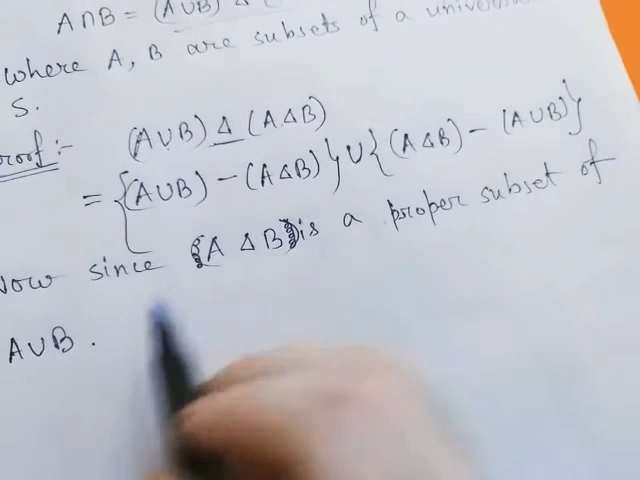 A∩B = (A∪B) Δ (
where A, B are subsets of a univers
S.
roof:- (A∪B) Δ (AΔB)
= {(A∪B) - (AΔB)} ∪ {(AΔB) - (A∪B)}
Now since (A Δ B) is a proper subset of
A∪B.